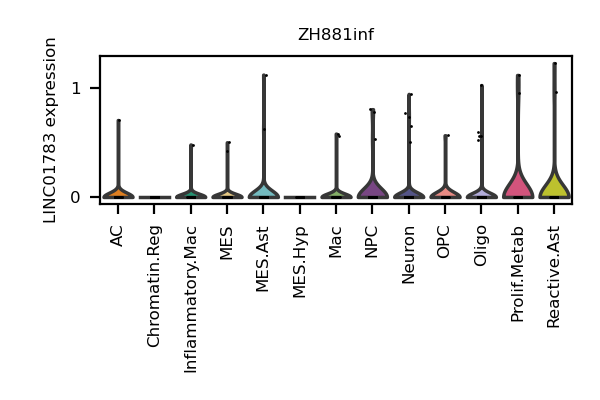 ZH881inf
LINC01783 expression
1
0
AC
Chromatin.Reg
Inflammatory.Mac
MES
MES.Ast
MES.Hyp
Mac
NPC
Neuron
OPC
Oligo
Prolif.Metab
Reactive.Ast